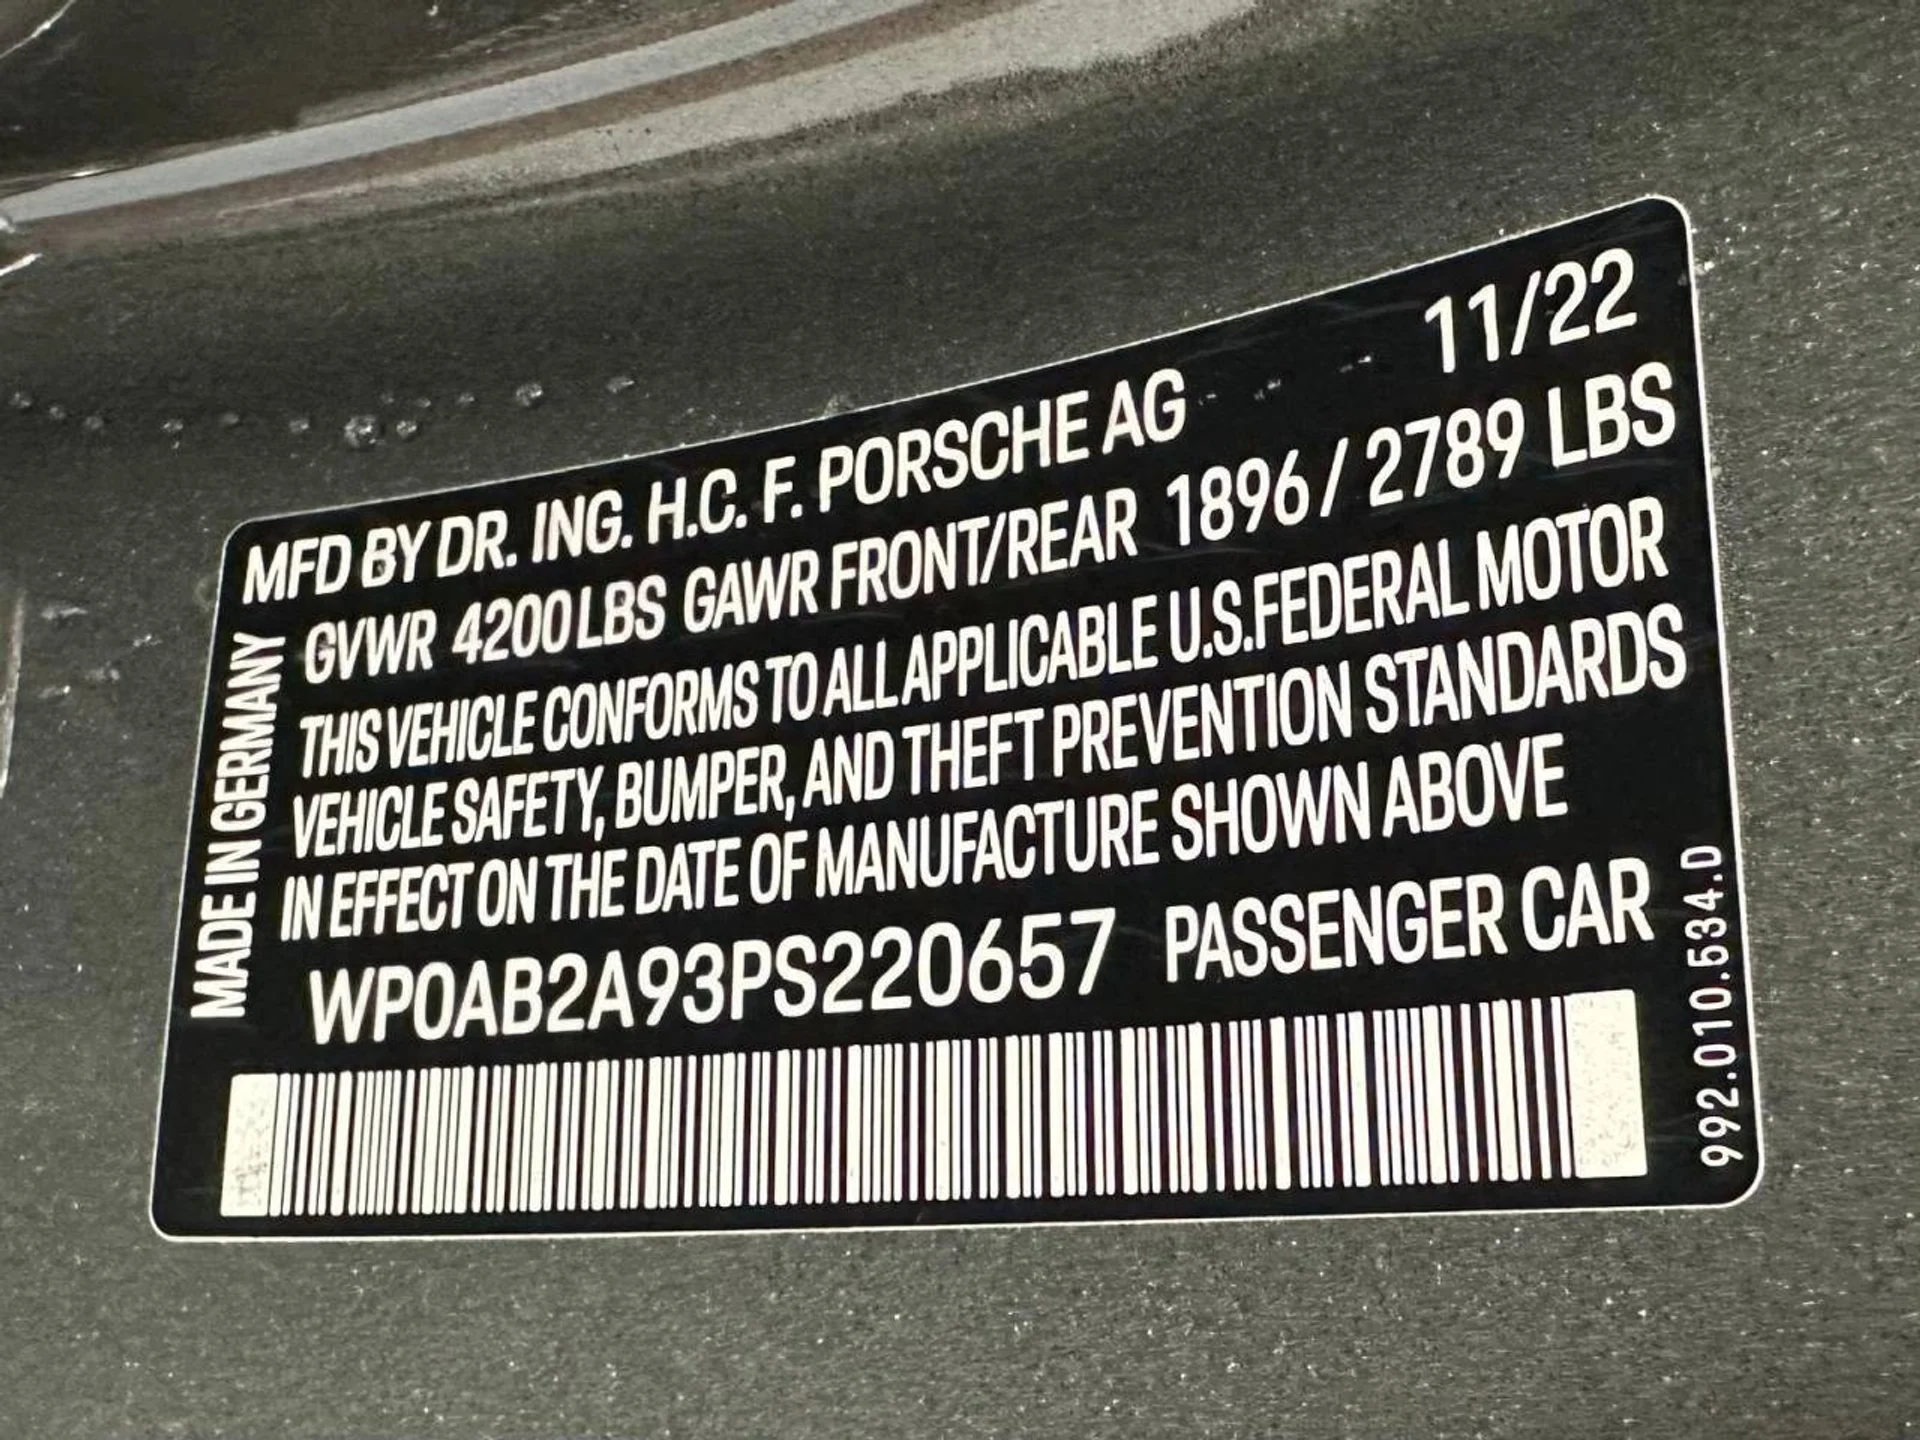 11/22
MFD BY DR. ING. H.C. F. PORSCHE AG
GVWR 4200LBS GAWR FRONT/REAR 1896 / 2789 LBS
THIS VEHICLE CONFORMS TO ALL APPLICABLE U.S.FEDERAL MOTOR
VEHICLE SAFETY, BUMPER, AND THEFT PREVENTION STANDARDS
IN EFFECT ON THE DATE OF MANUFACTURE SHOWN ABOVE
WP0AB2A93PS220657 PASSENGER CAR
MADE IN GERMANY
992.010.534.D